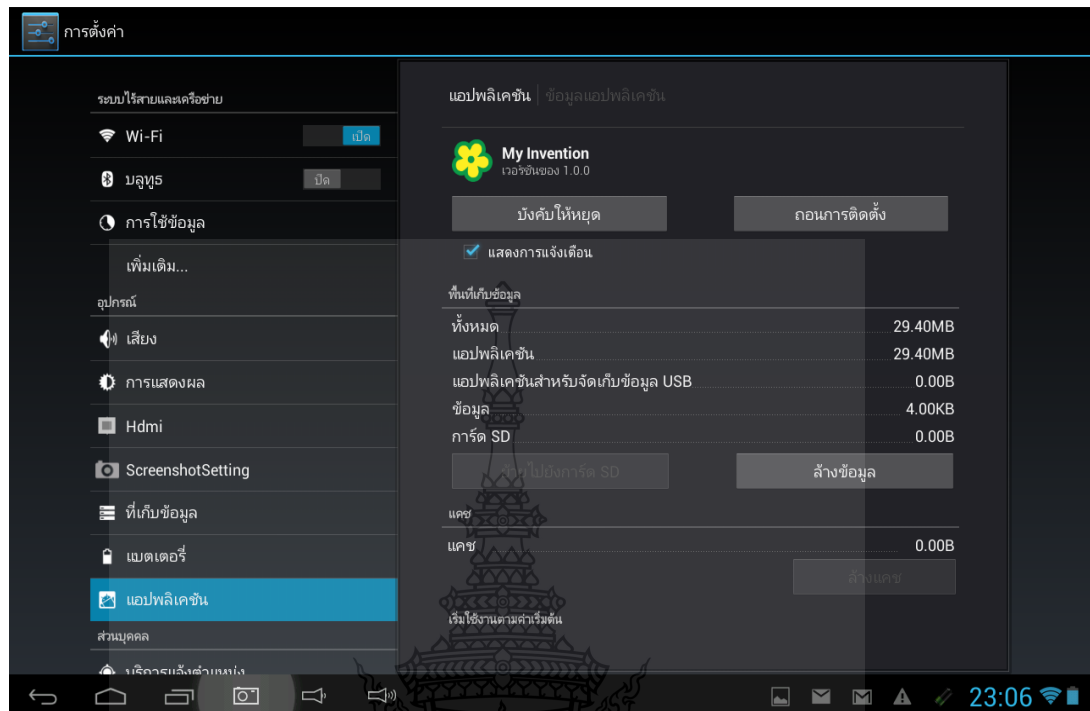 การตั้งค่า
ระบบไร้สายและเครือข่าย
Wi-Fi เปิด
บลูทูธ ปิด
การใช้ข้อมูล
เพิ่มเติม...
อุปกรณ์
เสียง
การแสดงผล
Hdmi
ScreenshotSetting
ที่เก็บข้อมูล
แบตเตอรี่
แอปพลิเคชัน
ส่วนบุคคล
บริการแจ้งตำแหน่ง
แอปพลิเคชัน ข้อมูลแอปพลิเคชัน
My Invention
เวอร์ชันของ 1.0.0
บังคับให้หยุด ถอนการติดตั้ง
แสดงการแจ้งเตือน
พื้นที่เก็บข้อมูล
ทั้งหมด 29.40MB
แอปพลิเคชัน 29.40MB
แอปพลิเคชันสำหรับจัดเก็บข้อมูล USB 0.00B
ข้อมูล 4.00KB
การ์ด SD 0.00B
ย้ายไปยังการ์ด SD ล้างข้อมูล
แคช
แคช 0.00B
ล้างแคช
เริ่มใช้งานตามค่าเริ่มต้น
23:06